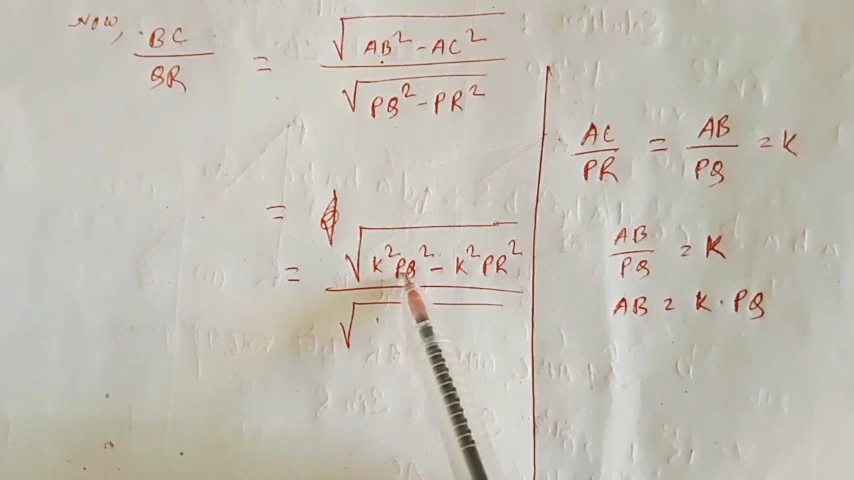 Now, BC/QR = √(AB² - AC²) / √(PQ² - PR²)
=
= √(K²PQ² - K²PR²) / √
AC/PR = AB/PQ = K
AB/PQ = K
AB = K · PQ